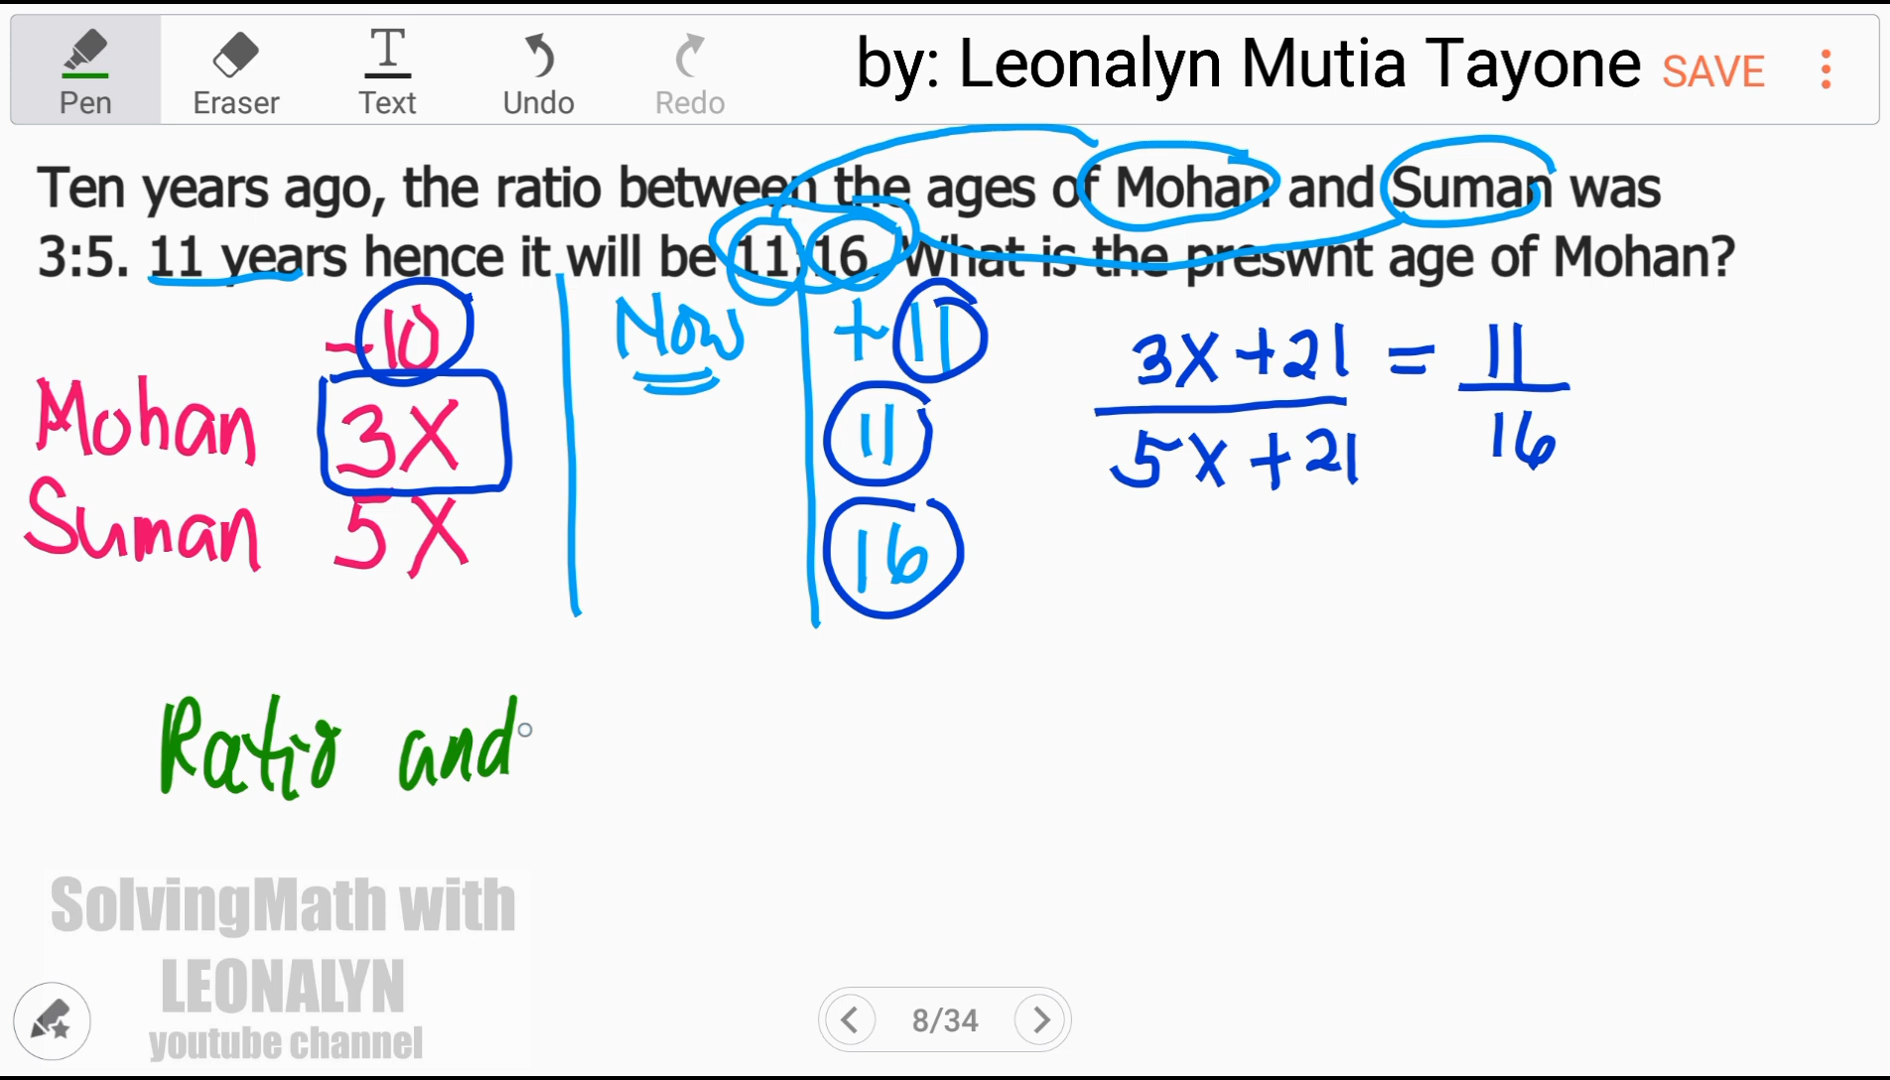 Pen
Eraser
Text
Undo
Redo
by: Leonalyn Mutia Tayone
SAVE
Ten years ago, the ratio between the ages of Mohan and Suman was
3:5. 11 years hence it will be 11:16. What is the preswnt age of Mohan?
-10 Now +11
Mohan 3X 11
Suman 5X 16
3X+21 = 11
5X+21 16
Ratio and
SolvingMath with
LEONALYN
youtube channel
8/34